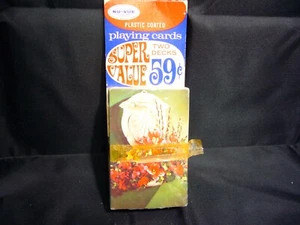 PLASTIC COATED
playing cards
SUPER VALUE
TWO DECKS
59¢